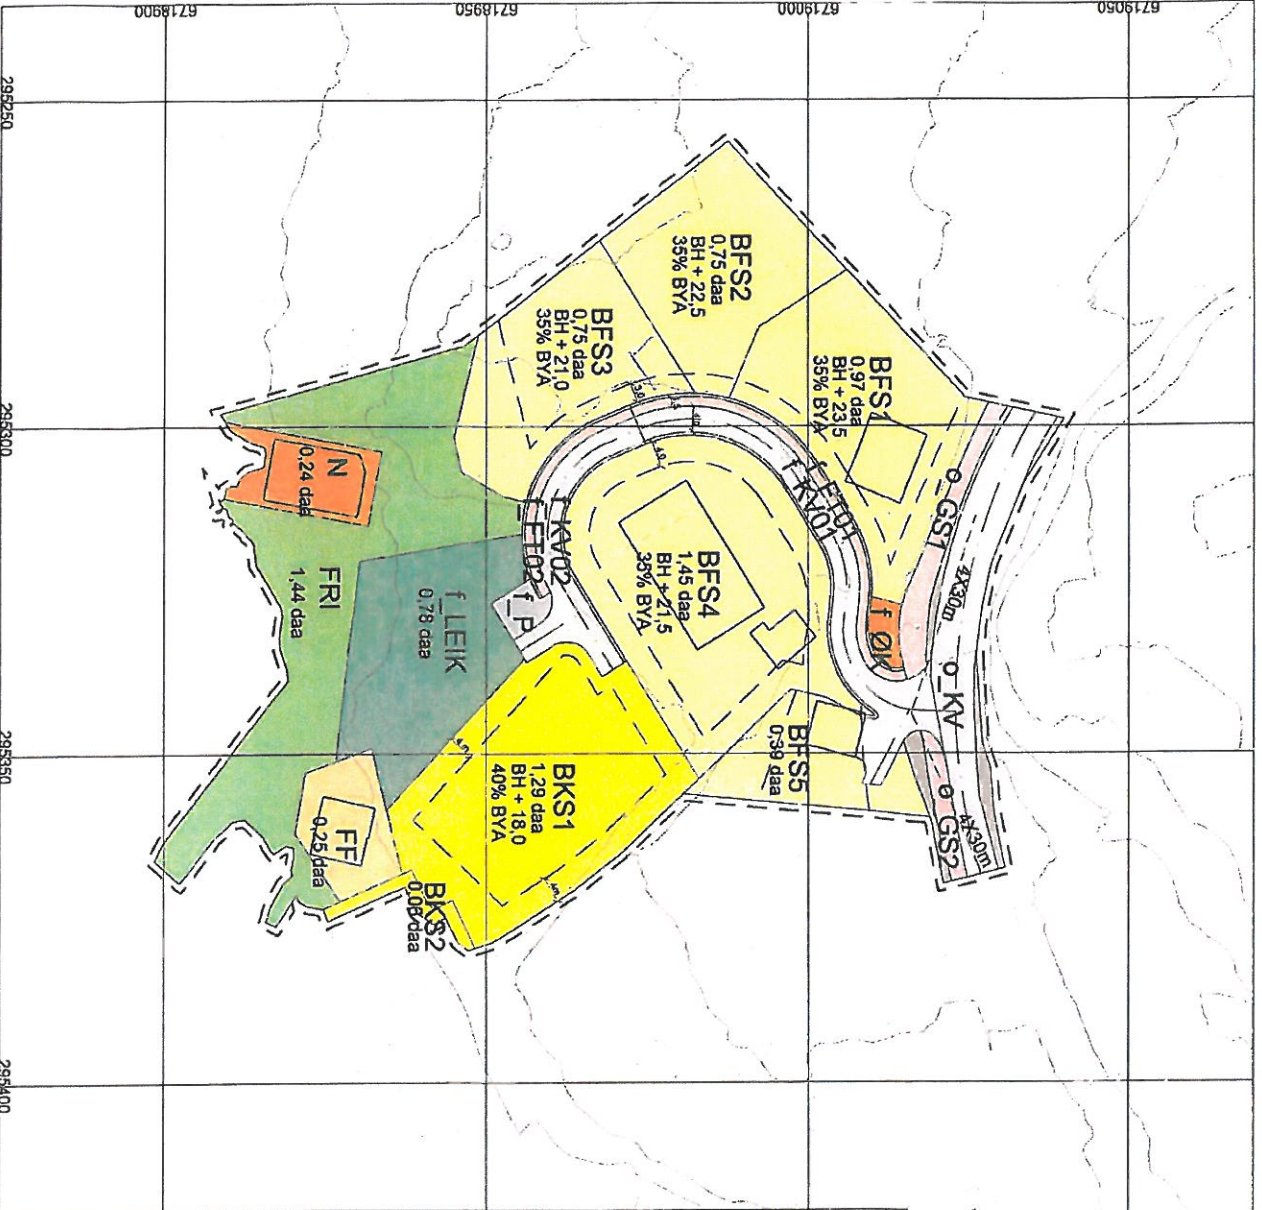 6718900
6718950
6719000
6719050
295250
295300
295350
295400
BFS1
0,97 daa
BH + 23,5
35% BYA
BFS2
0,75 daa
BH + 22,5
35% BYA
BFS3
0,75 daa
BH + 21,0
35% BYA
BFS4
1,45 daa
BH + 21,5
38% BYA
BFS5
0,39 daa
BKS1
1,29 daa
BH + 18,0
40% BYA
BKS2
0,06 daa
o_GS1
4X30m
o_KV
o_GS2
4X30m
f_FT01
f_KV01
f_ØK
f_KV02
f_FT02
f_P
f_LEIK
0,78 daa
FRI
1,44 daa
N
0,24 daa
FF
0,25 daa
4m
4m